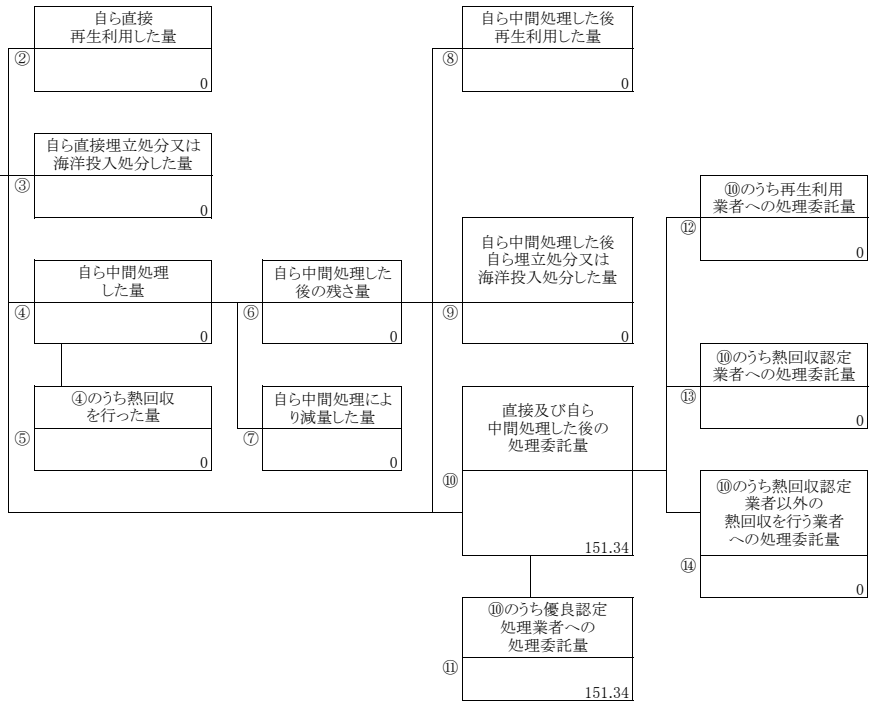 自ら直接
再生利用した量
②
0
自ら直接埋立処分又は
海洋投入処分した量
③
0
自ら中間処理
した量
④
0
④のうち熱回収
を行った量
⑤
0
自ら中間処理した
後の残さ量
⑥
0
自ら中間処理によ
り減量した量
⑦
0
自ら中間処理した後
再生利用した量
⑧
0
自ら中間処理した後
自ら埋立処分又は
海洋投入処分した量
⑨
0
直接及び自ら
中間処理した後の
処理委託量
⑩
151.34
⑩のうち優良認定
処理業者への
処理委託量
⑪
151.34
⑩のうち再生利用
業者への処理委託量
⑫
0
⑩のうち熱回収認定
業者への処理委託量
⑬
0
⑩のうち熱回収認定
業者以外の
熱回収を行う業者
への処理委託量
⑭
0